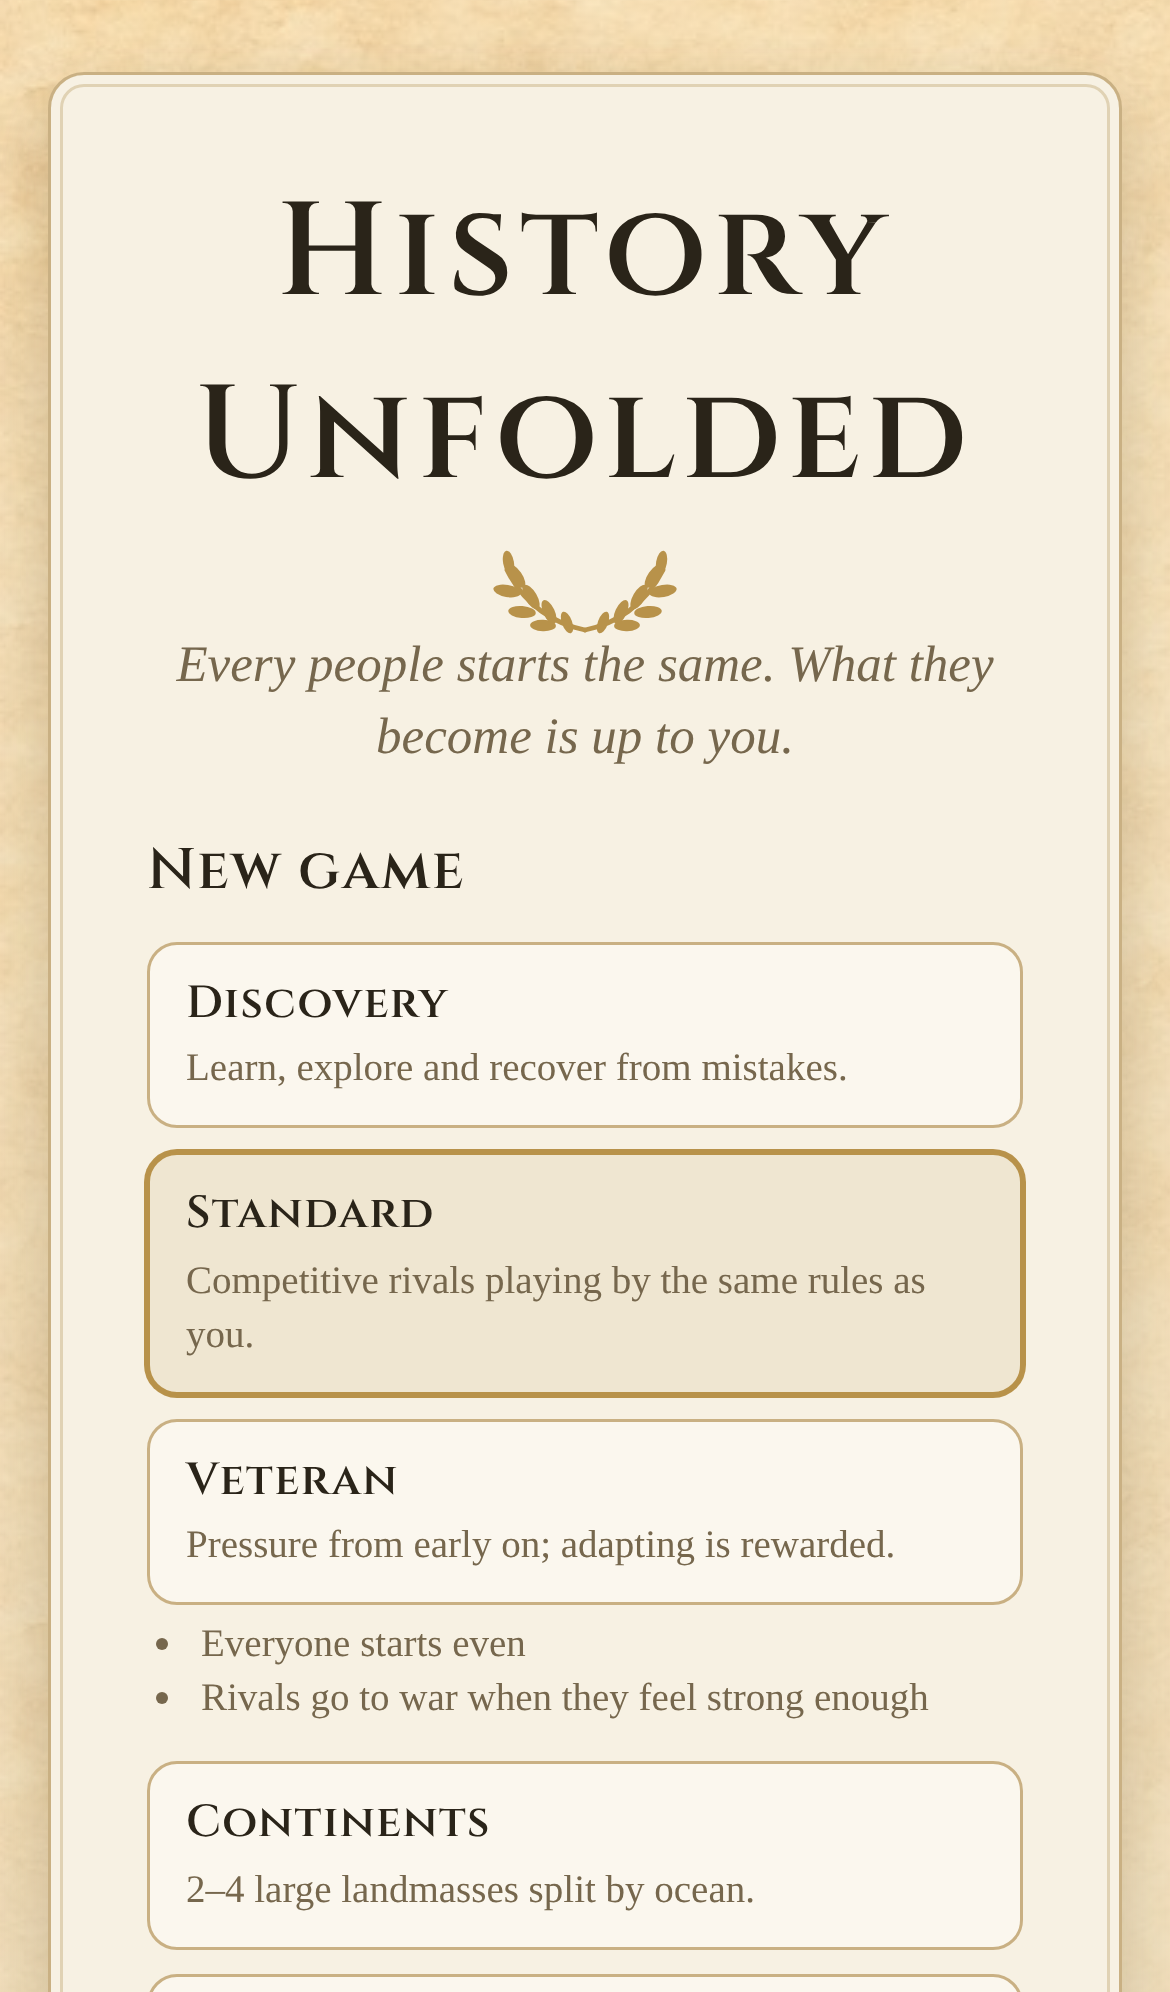 History
Unfolded
Every people starts the same. What they
become is up to you.
New game
Discovery
Learn, explore and recover from mistakes.
Standard
Competitive rivals playing by the same rules as
you.
Veteran
Pressure from early on; adapting is rewarded.
• Everyone starts even
• Rivals go to war when they feel strong enough
Continents
2–4 large landmasses split by ocean.